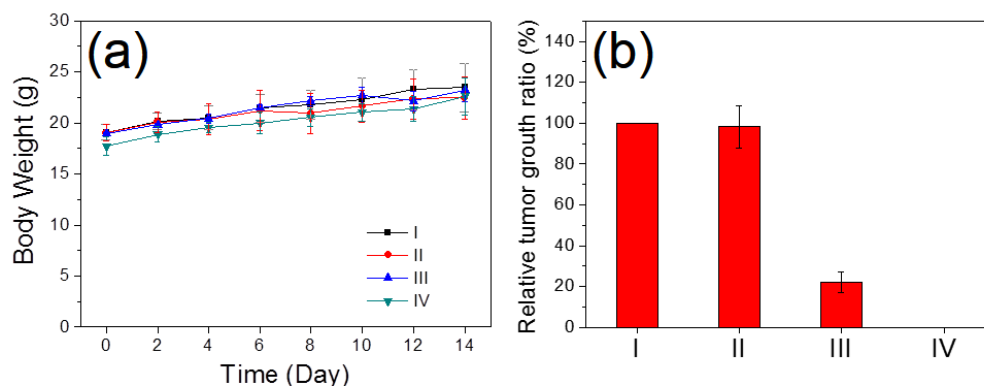 (a)
Body Weight (g)
30
25
20
15
10
5
0
I
II
III
IV
0 2 4 6 8 10 12 14
Time (Day)
(b)
Relative tumor grouth ratio (%)
140
120
100
80
60
40
20
0
I II III IV